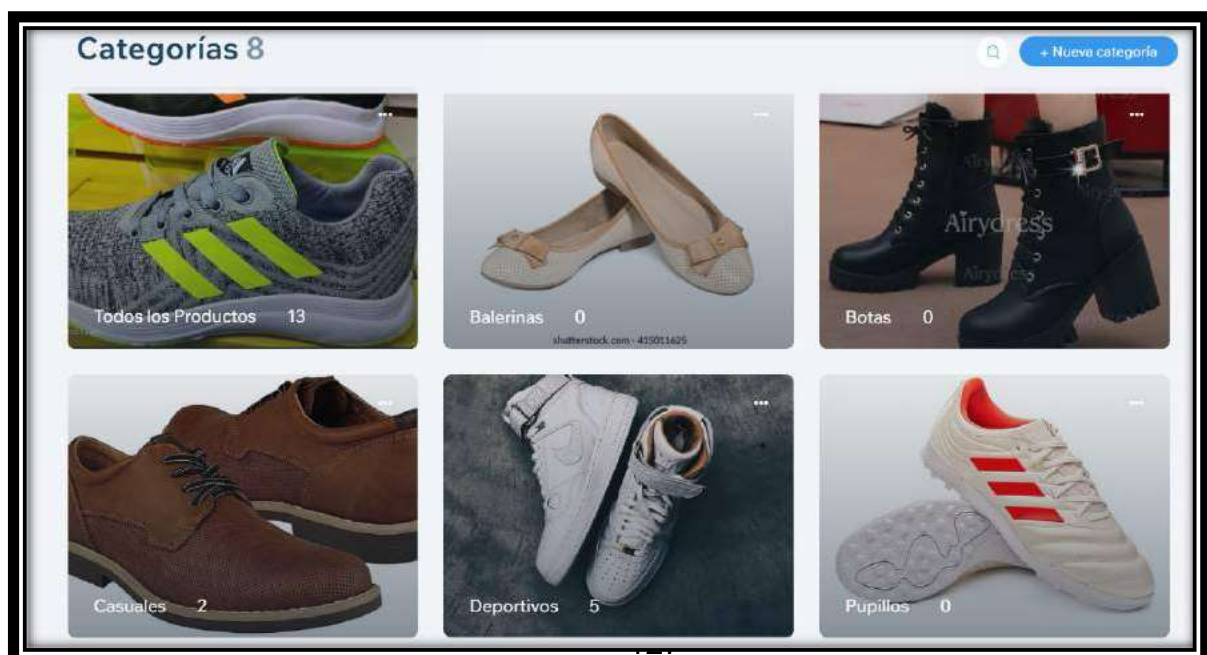 Categorías 8
+ Nueva categoría
Todos los Productos 13
Balerinas 0
shutterstock.com · 415011625
Airydress
Airydress
Botas 0
Casuales 2
Deportivos 5
Pupillos 0